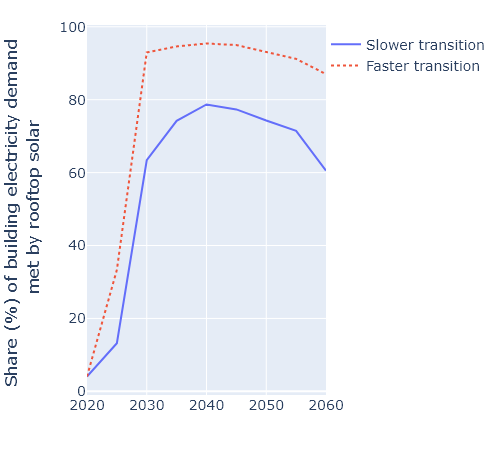 100
80
60
40
20
0
2020
2030
2040
2050
2060
Share (%) of building electricity demand
met by rooftop solar
Slower transition
Faster transition